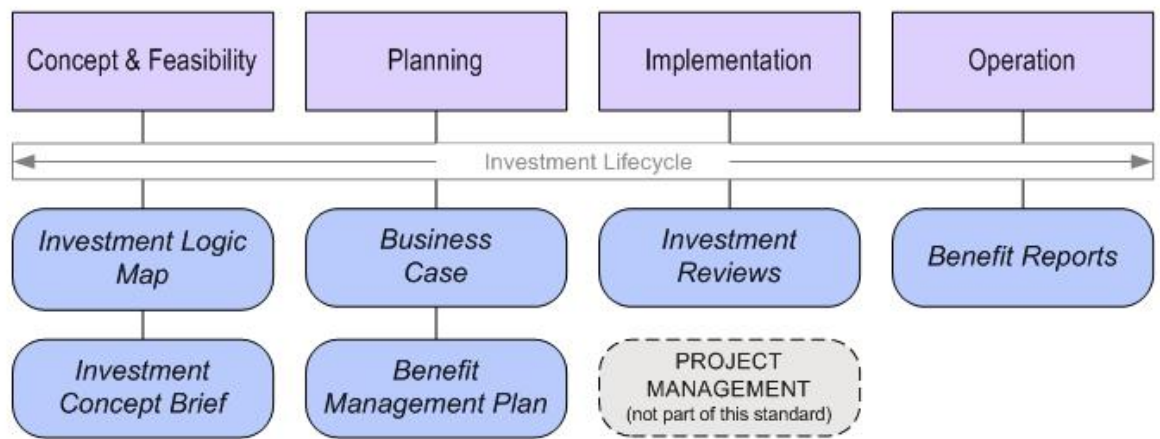 Concept & Feasibility
Planning
Implementation
Operation
Investment Lifecycle
Investment Logic
Map
Business
Case
Investment
Reviews
Benefit Reports
Investment
Concept Brief
Benefit
Management Plan
PROJECT
MANAGEMENT
(not part of this standard)